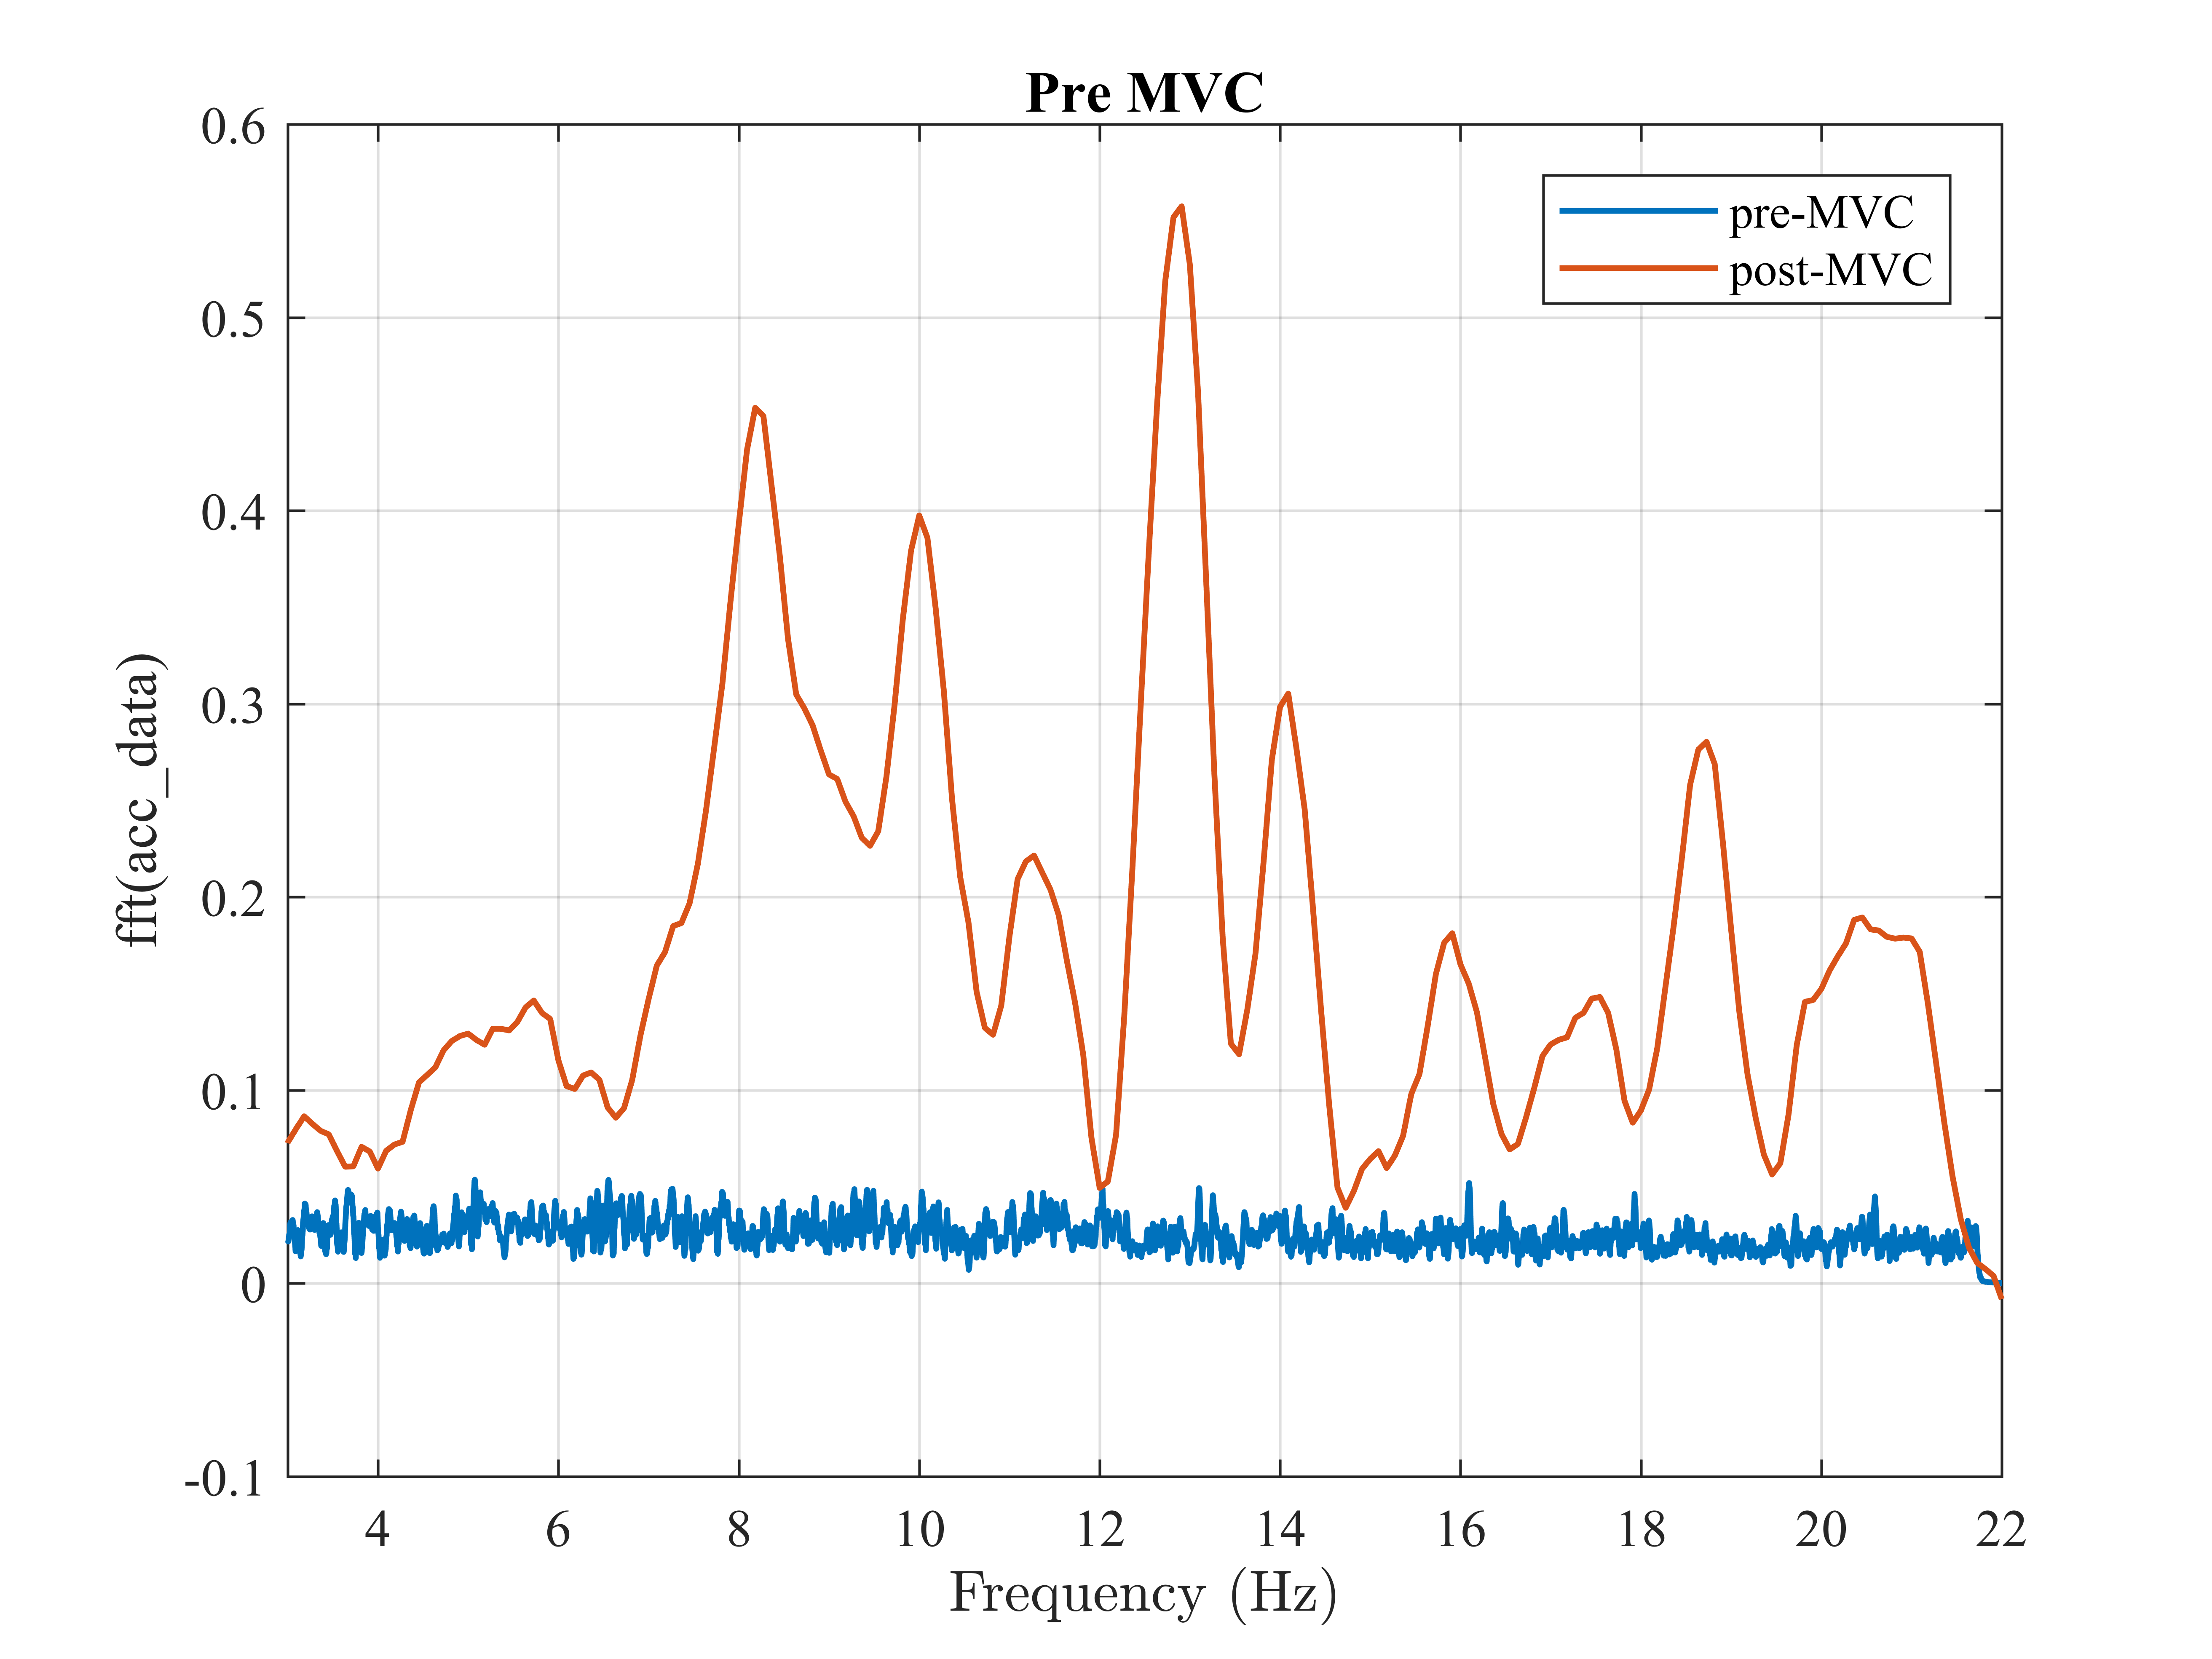 Pre MVC
pre-MVC
post-MVC
fft(acc_data)
0.6
0.5
0.4
0.3
0.2
0.1
0
-0.1
4 6 8 10 12 14 16 18 20 22
Frequency (Hz)